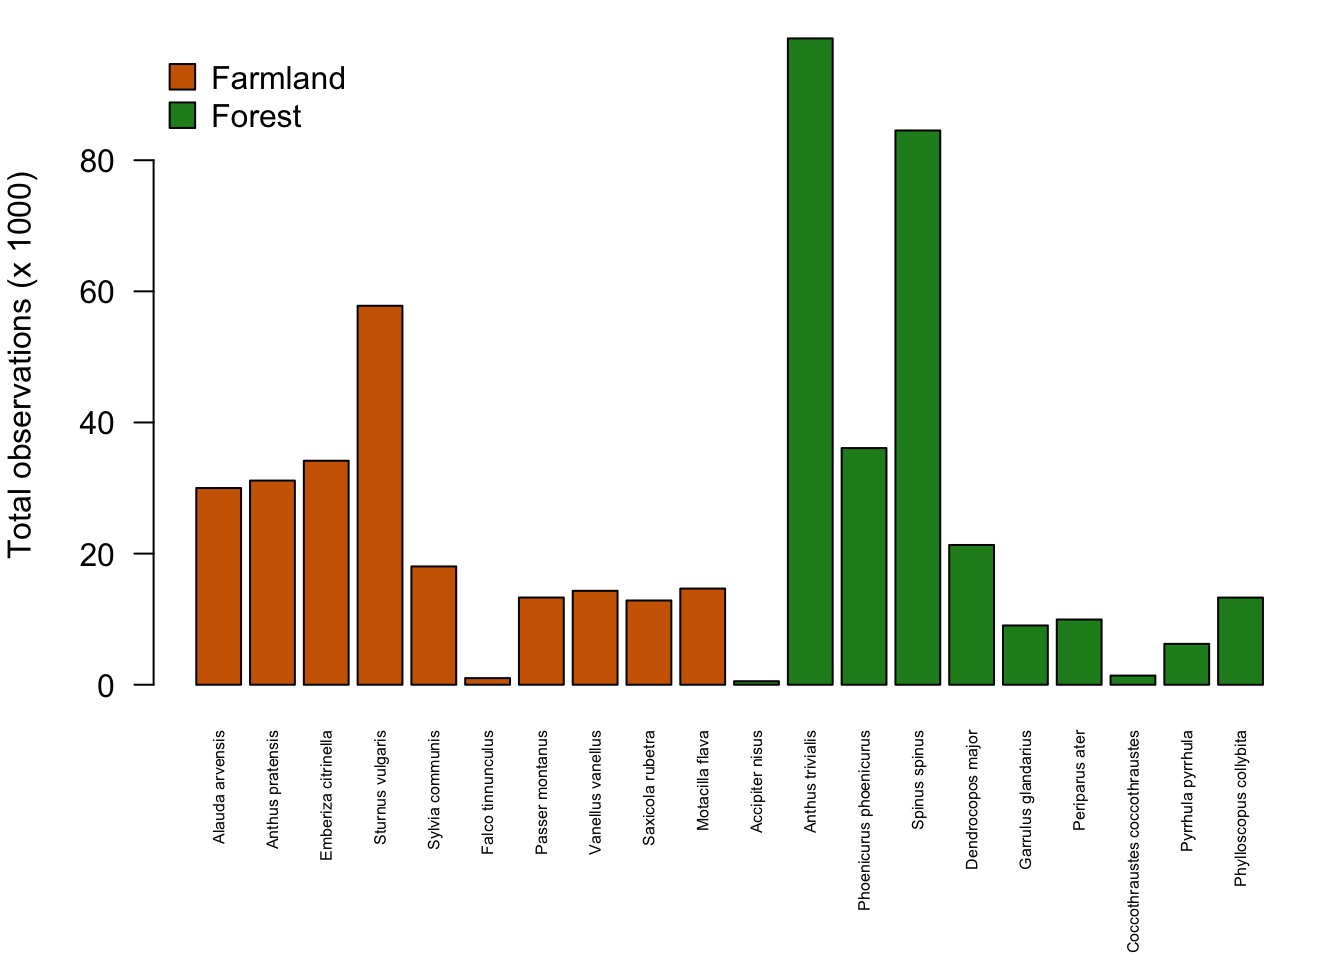 Farmland
Forest
Total observations (x 1000)
80
60
40
20
0
Alauda arvensis
Anthus pratensis
Emberiza citrinella
Sturnus vulgaris
Sylvia communis
Falco tinnunculus
Passer montanus
Vanellus vanellus
Saxicola rubetra
Motacilla flava
Accipiter nisus
Anthus trivialis
Phoenicurus phoenicurus
Spinus spinus
Dendrocopos major
Garrulus glandarius
Periparus ater
Coccothraustes coccothraustes
Pyrrhula pyrrhula
Phylloscopus collybita